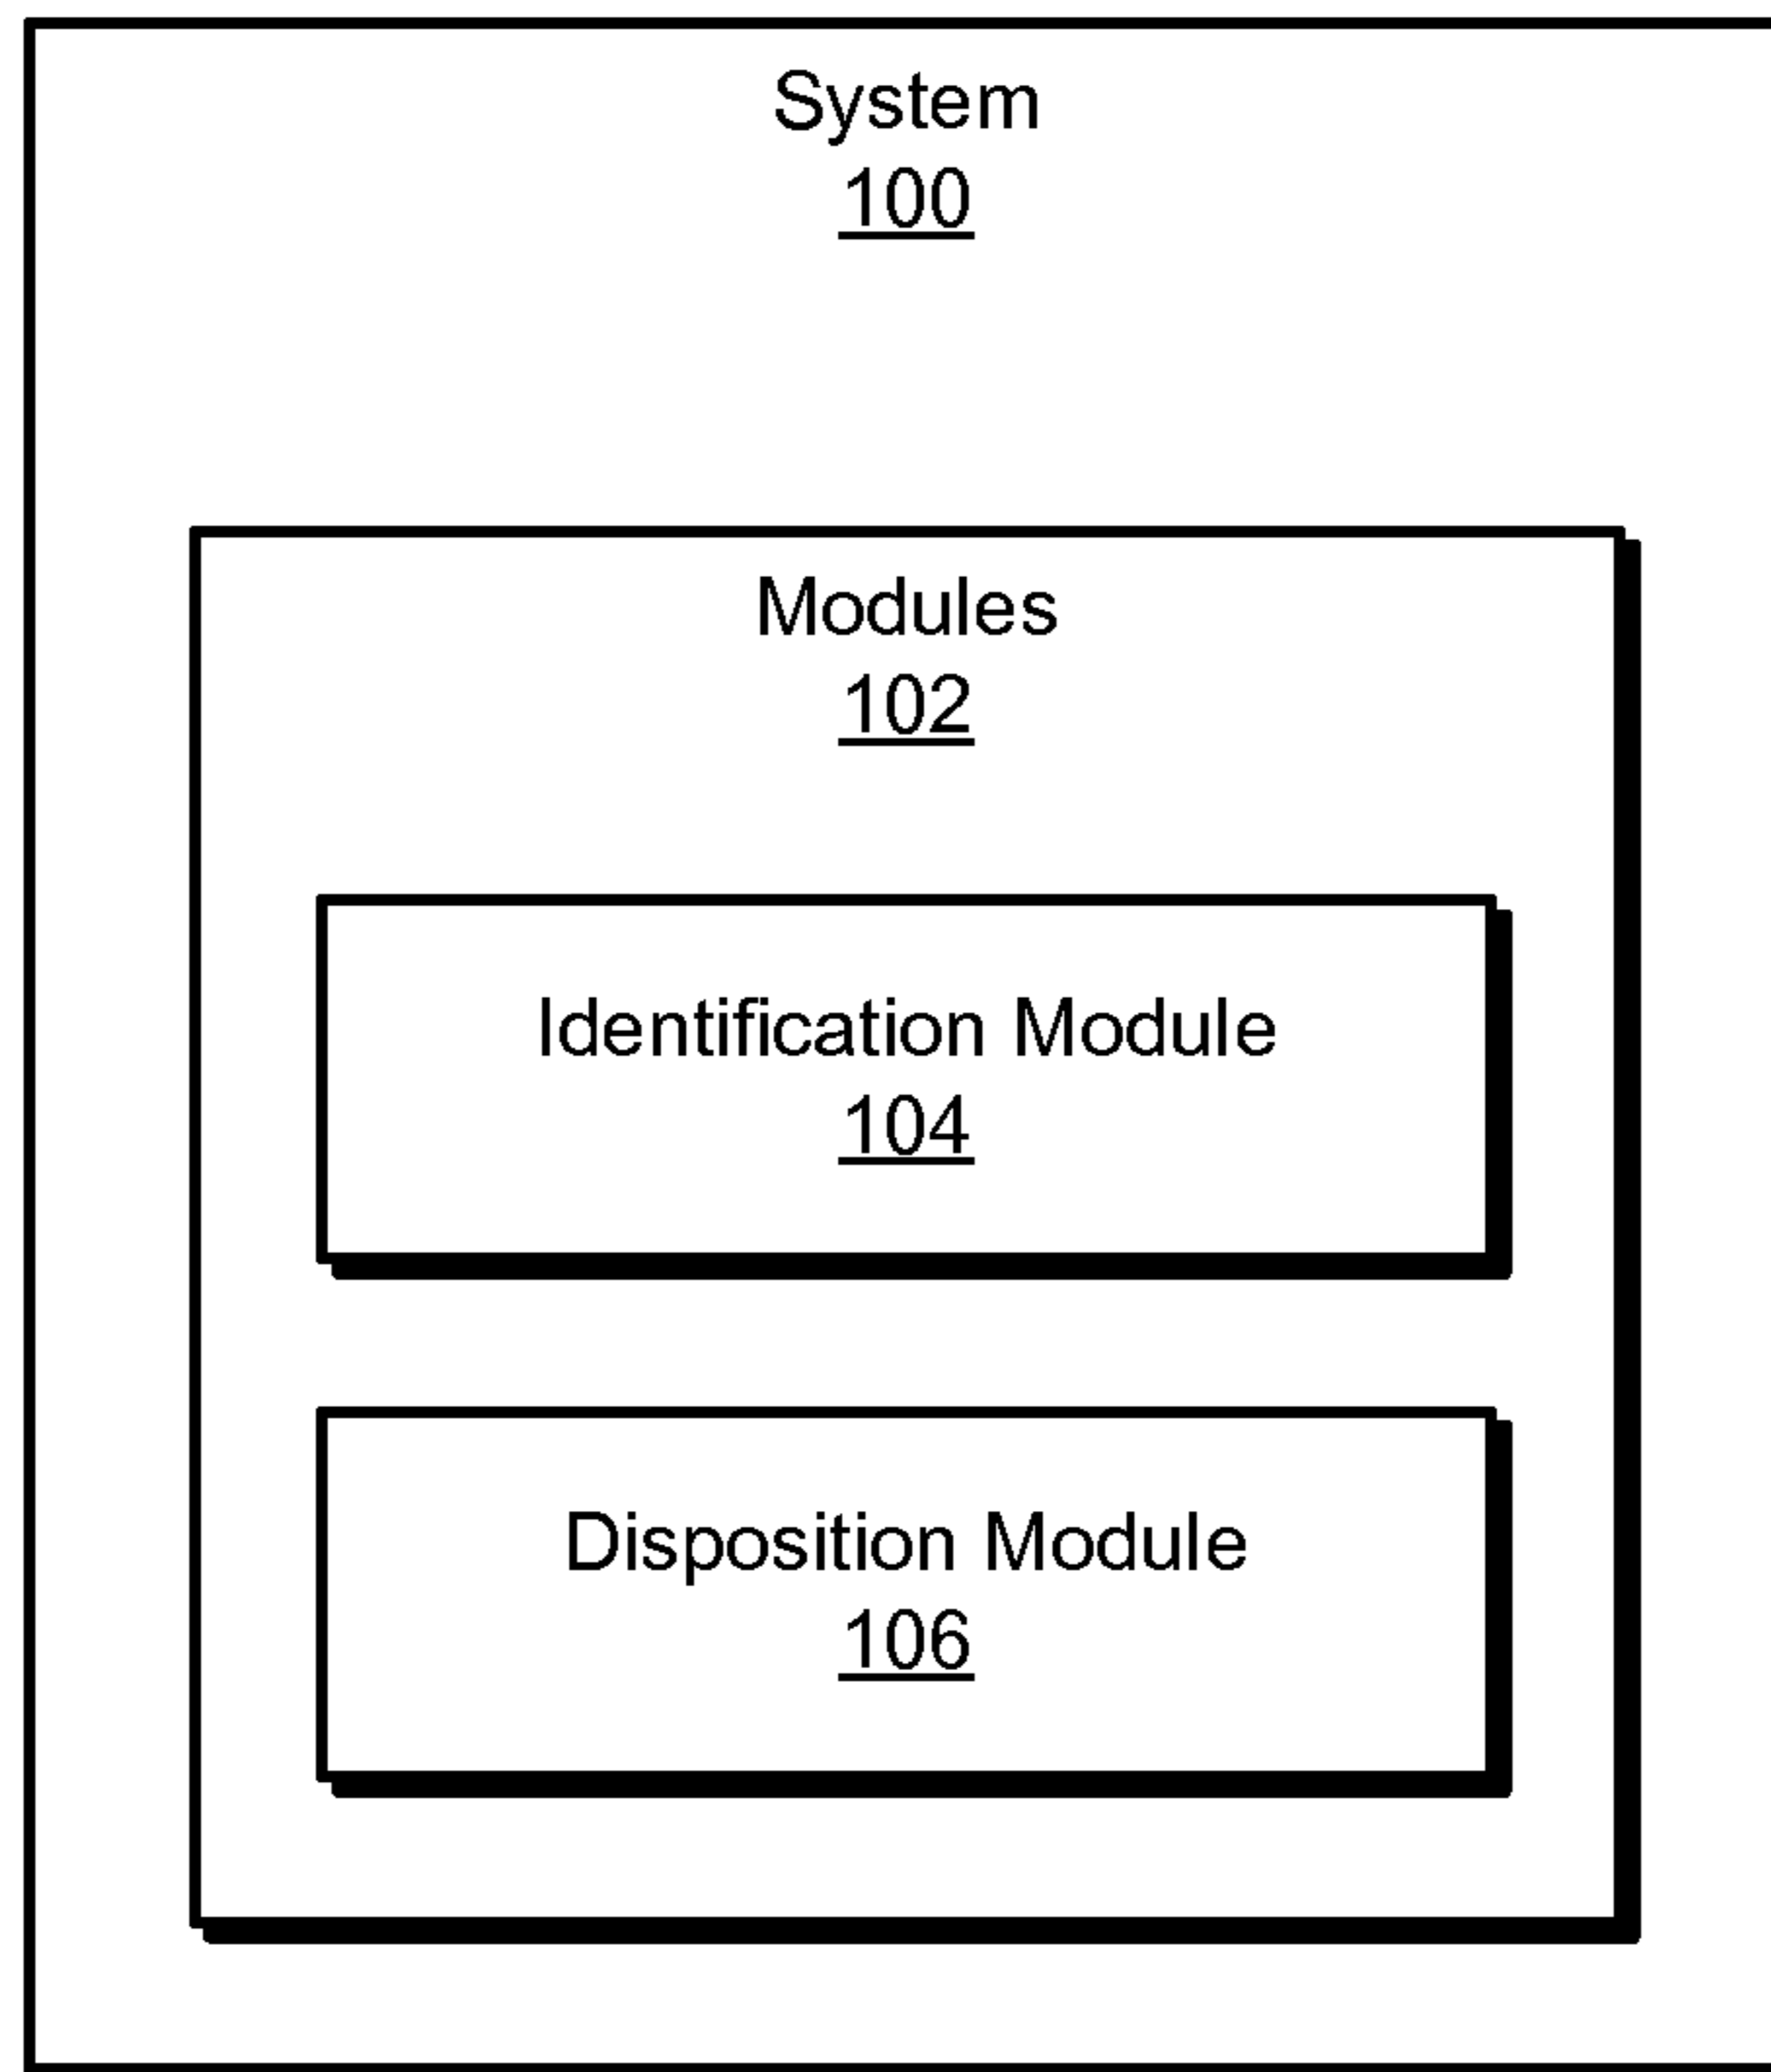 System
100
Modules
102
Identification Module
104
Disposition Module
106